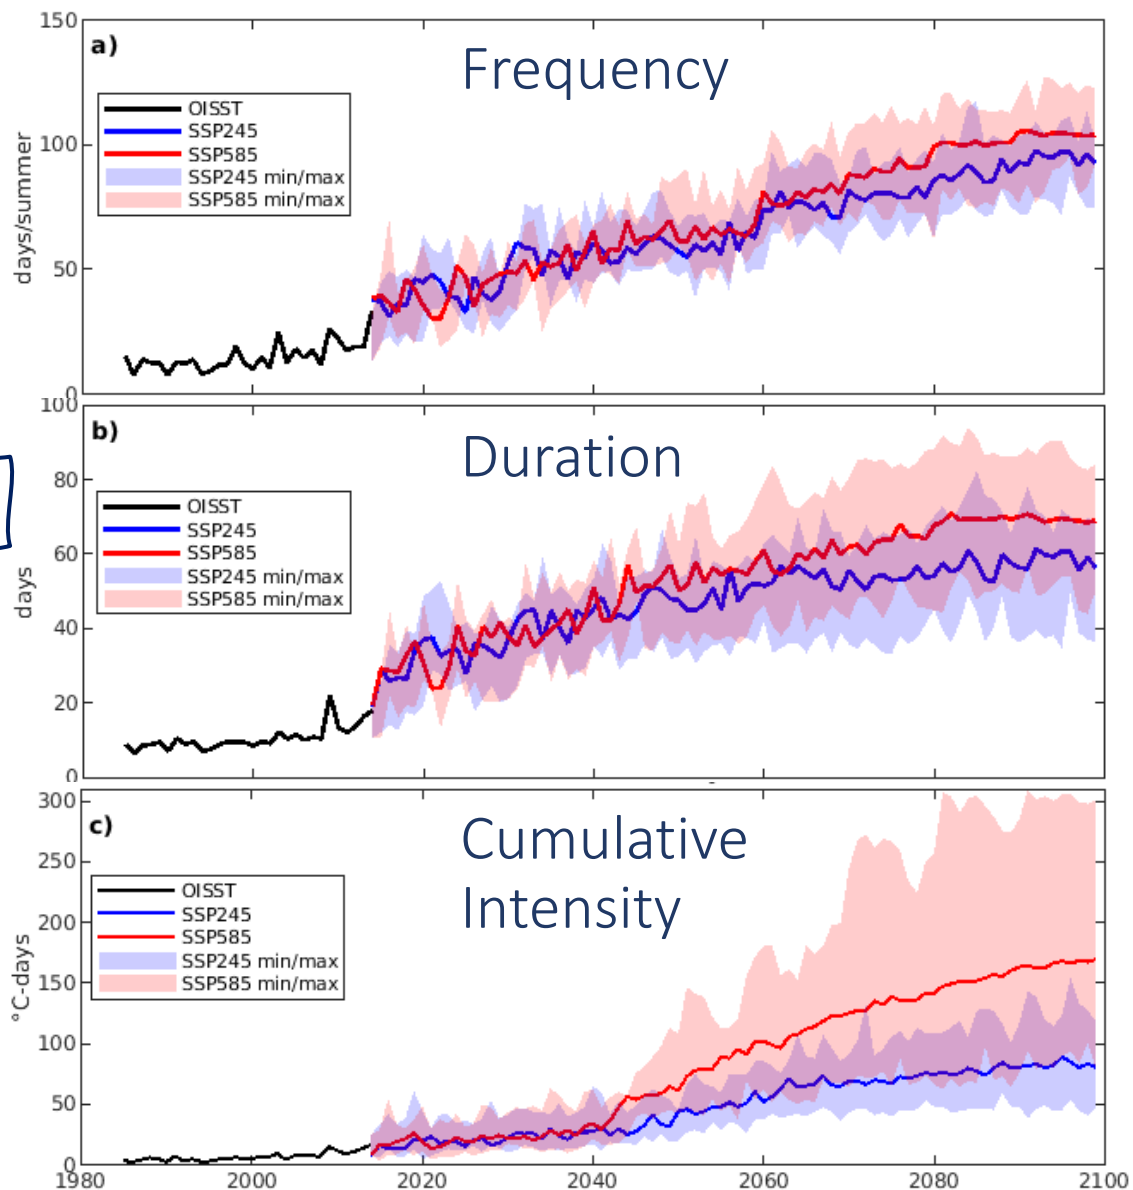 150
a)
Frequency
OISST
SSP245
SSP585
SSP245 min/max
SSP585 min/max
100
50
0
days/summer
100
b)
Duration
OISST
SSP245
SSP585
SSP245 min/max
SSP585 min/max
80
60
40
20
0
days
300
c)
Cumulative
Intensity
OISST
SSP245
SSP585
SSP245 min/max
SSP585 min/max
250
200
150
100
50
0
°C-days
1980 2000 2020 2040 2060 2080 2100